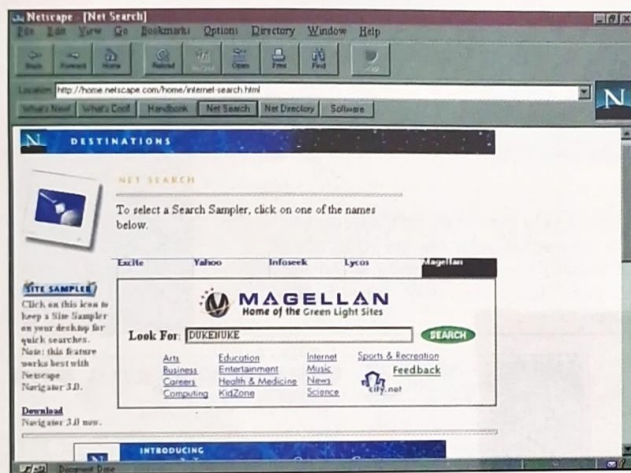 Netscape - [Net Search]
File Edit View Go Bookmarks Options Directory Window Help
Back Forward Home Reload Open Print Find
Location: http://home.netscape.com/home/internet-search.html
What's New! What's Cool! Handbook Net Search Net Directory Software
N DESTINATIONS
NET SEARCH
To select a Search Sampler, click on one of the names
below.
Excite Yahoo Infoseek Lycos Magellan
MAGELLAN
Home of the Green Light Sites
Look For: DUKENUKE SEARCH
Arts Education Internet Sports & Recreation
Business Entertainment Music Feedback
Careers Health & Medicine News
Computing KidZone Science city.net
SITE SAMPLER
Click on this icon to
keep a Site Sampler
on your desktop for
quick searches.
Note: this feature
works best with
Netscape
Navigator 3.0.
Download
Navigator 3.0 now.
N INTRODUCING
Document: Done